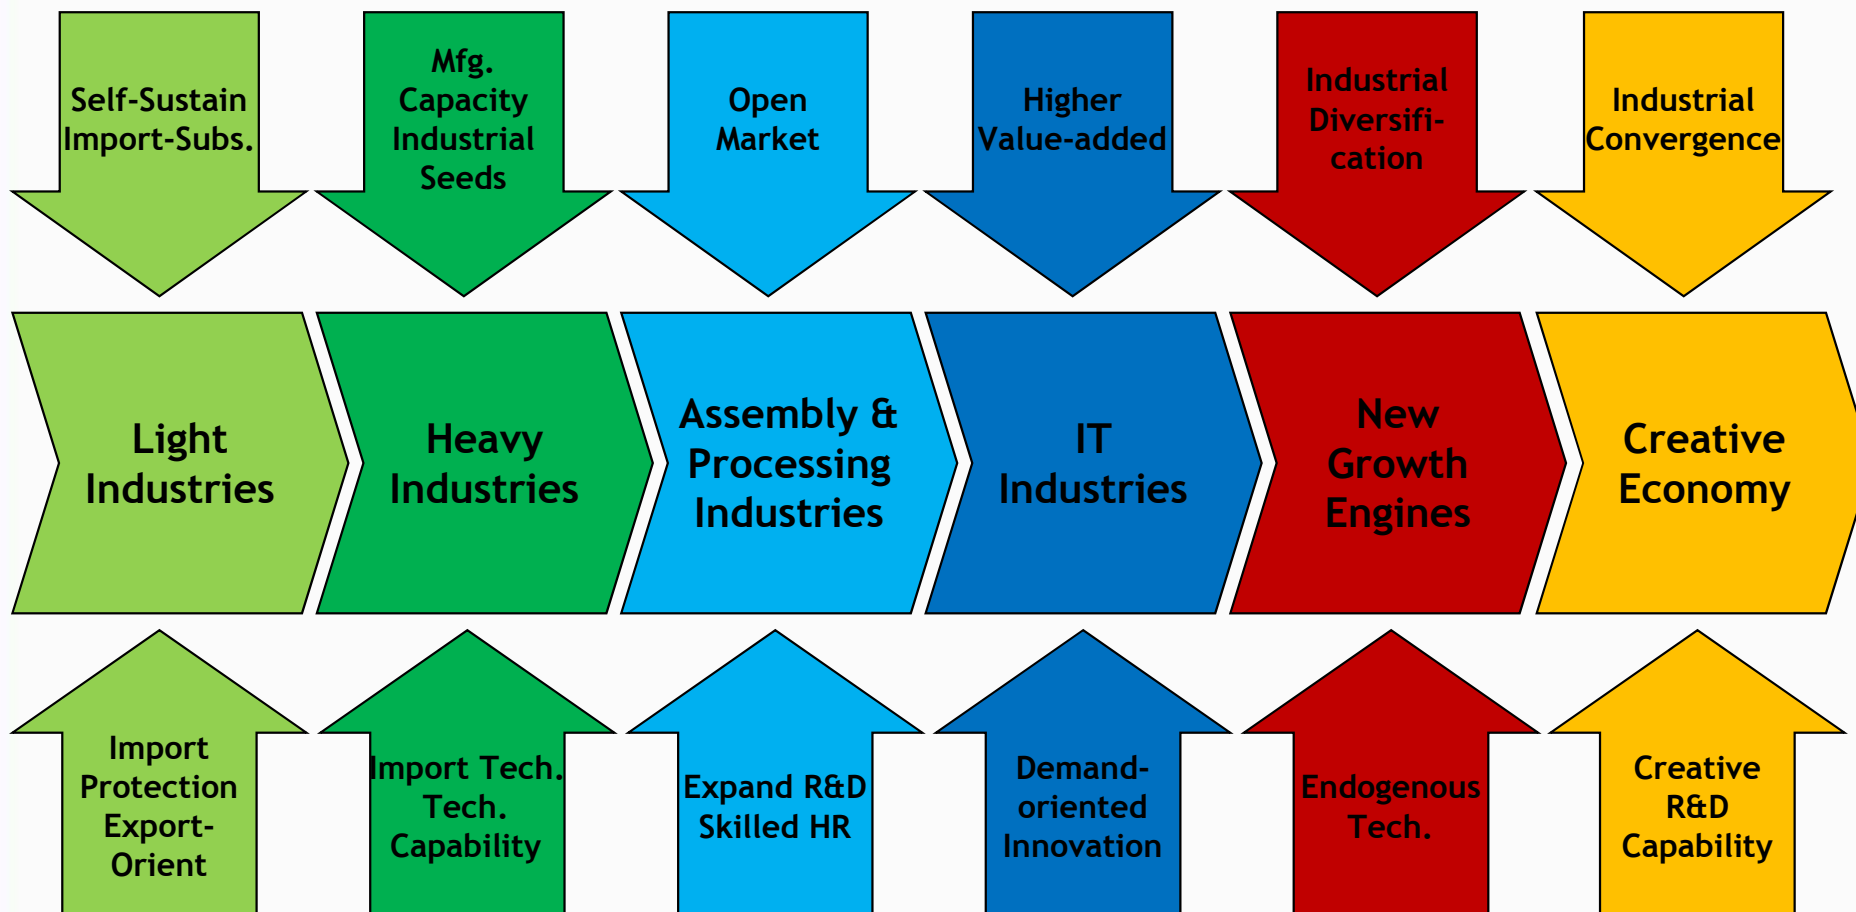 Self-Sustain
Import-Subs.
Mfg.
Capacity
Industrial
Seeds
Open
Market
Higher
Value-added
Industrial
Diversifi-
cation
Industrial
Convergence
Light
Industries
Heavy
Industries
Assembly &
Processing
Industries
IT
Industries
New
Growth
Engines
Creative
Economy
Import
Protection
Export-
Orient
Import Tech.
Tech.
Capability
Expand R&D
Skilled HR
Demand-
oriented
Innovation
Endogenous
Tech.
Creative
R&D
Capability